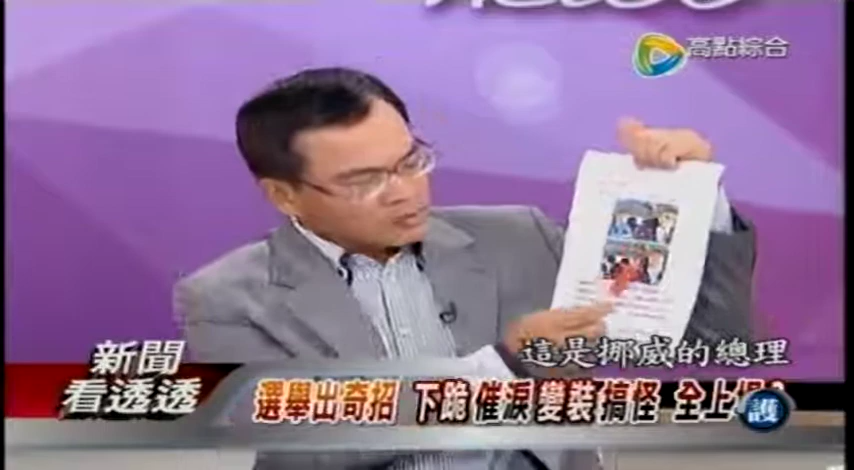 高點綜合
這是挪威的總理
新聞
看透透
選舉出奇招 下跪 催淚 變裝 搞怪 全上
護